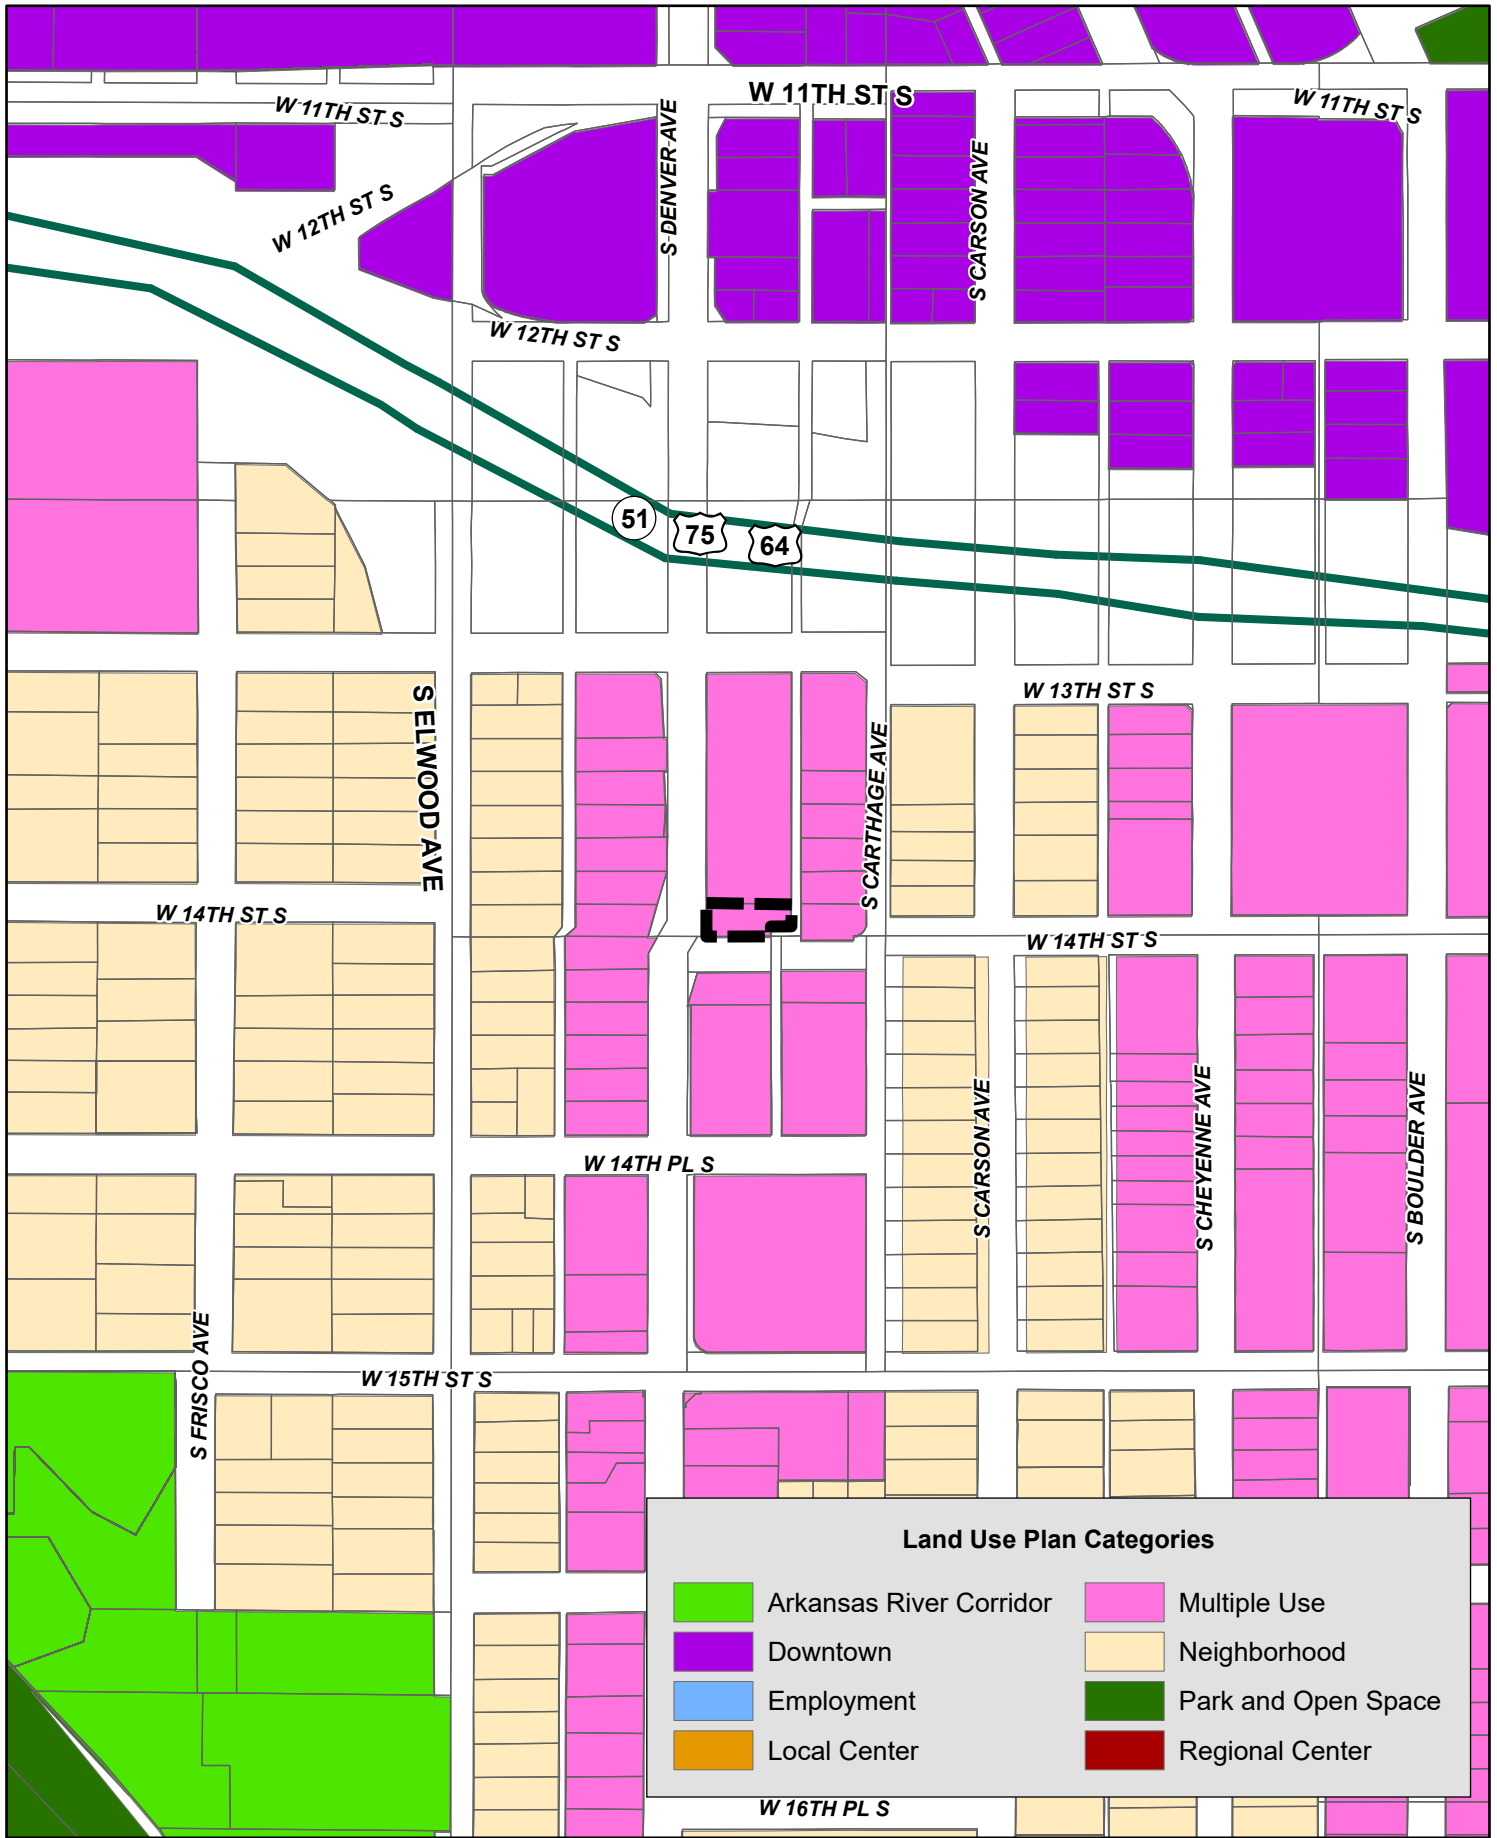 W 11TH ST S
W 11TH ST S
W 11TH ST S
S DENVER AVE
S CARSON AVE
W 12TH ST S
W 12TH ST S
51
75
64
W 13TH ST S
S ELWOOD AVE
S CARTHAGE AVE
W 14TH ST S
W 14TH ST S
W 14TH PL S
S CARSON AVE
S CHEYENNE AVE
S BOULDER AVE
S FRISCO AVE
W 15TH ST S
Land Use Plan Categories
Arkansas River Corridor
Downtown
Employment
Local Center
Multiple Use
Neighborhood
Park and Open Space
Regional Center
W 16TH PL S